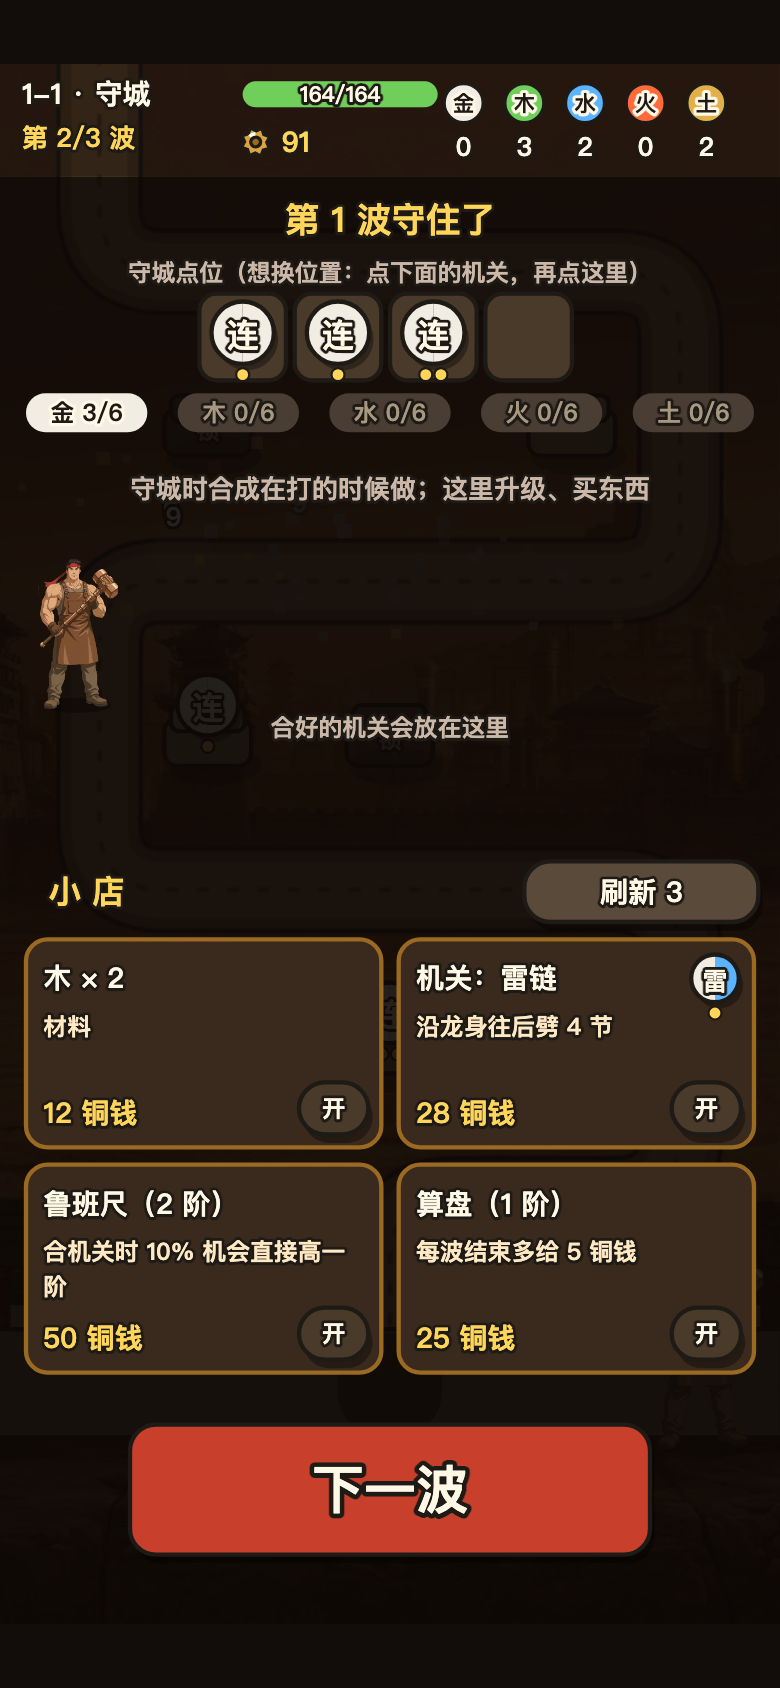 1–1 · 守城
164/164
金 木 水 火 土
第 2/3 波
91
0 3 2 0 2
第 1 波守住了
守城点位（想换位置：点下面的机关，再点这里）
连 连 连
金 3/6 木 0/6 水 0/6 火 0/6 土 0/6
守城时合成在打的时候做；这里升级、买东西
9
连
合好的机关会放在这里
小 店
刷新 3
木 × 2
材料
12 铜钱
开
机关：雷链
雷
沿龙身往后劈 4 节
28 铜钱
开
鲁班尺（2 阶）
合机关时 10% 机会直接高一
阶
50 铜钱
开
算盘（1 阶）
每波结束多给 5 铜钱
25 铜钱
开
下一波